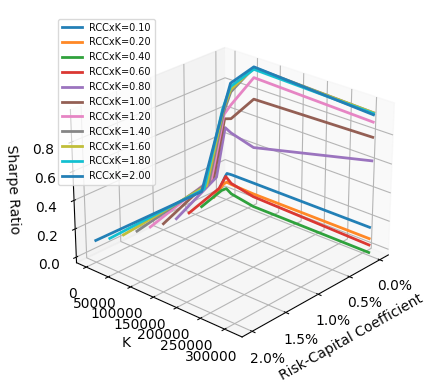 RCCxK=0.10
RCCxK=0.20
RCCxK=0.40
RCCxK=0.60
RCCxK=0.80
RCCxK=1.00
RCCxK=1.20
RCCxK=1.40
RCCxK=1.60
RCCxK=1.80
RCCxK=2.00
Sharpe Ratio
0.8
0.6
0.4
0.2
0.0
0
50000
100000
150000
200000
250000
300000
K
0.0%
0.5%
1.0%
1.5%
2.0%
Risk-Capital Coefficient